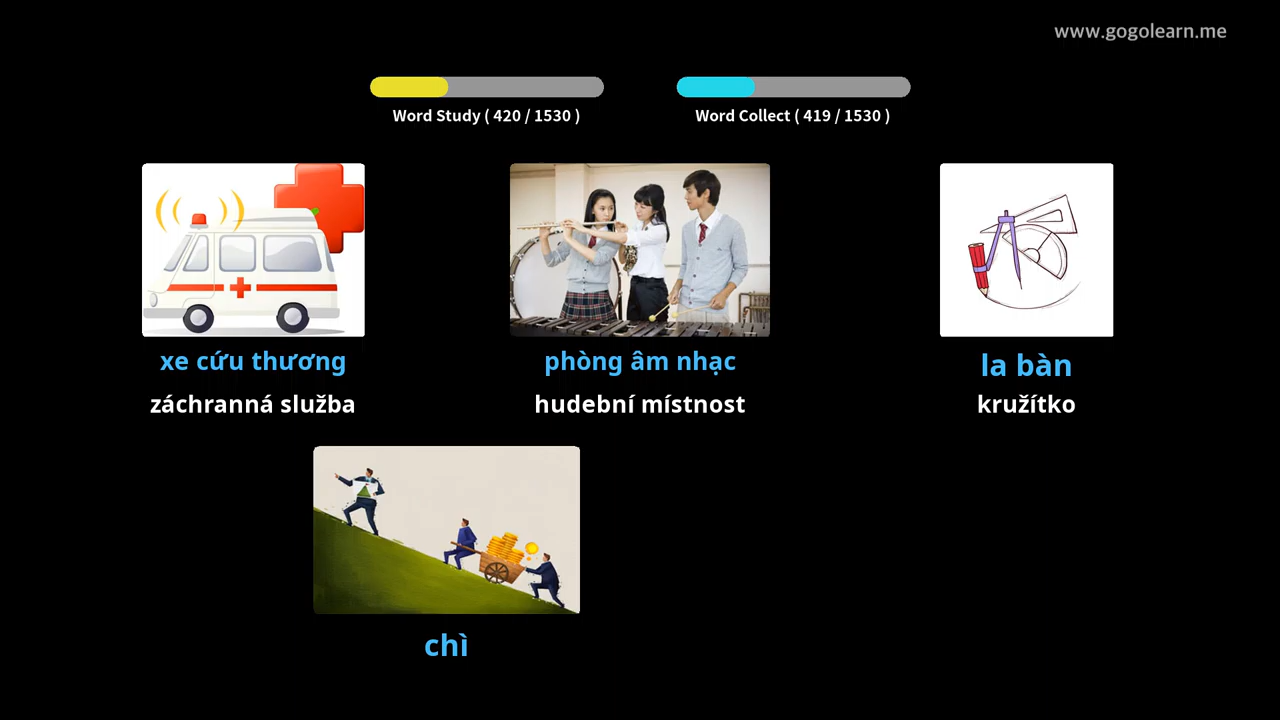 www.gogolearn.me
Word Study ( 420 / 1530 )
Word Collect ( 419 / 1530 )
xe cứu thương
záchranná služba
phòng âm nhạc
hudební místnost
la bàn
kružítko
chì